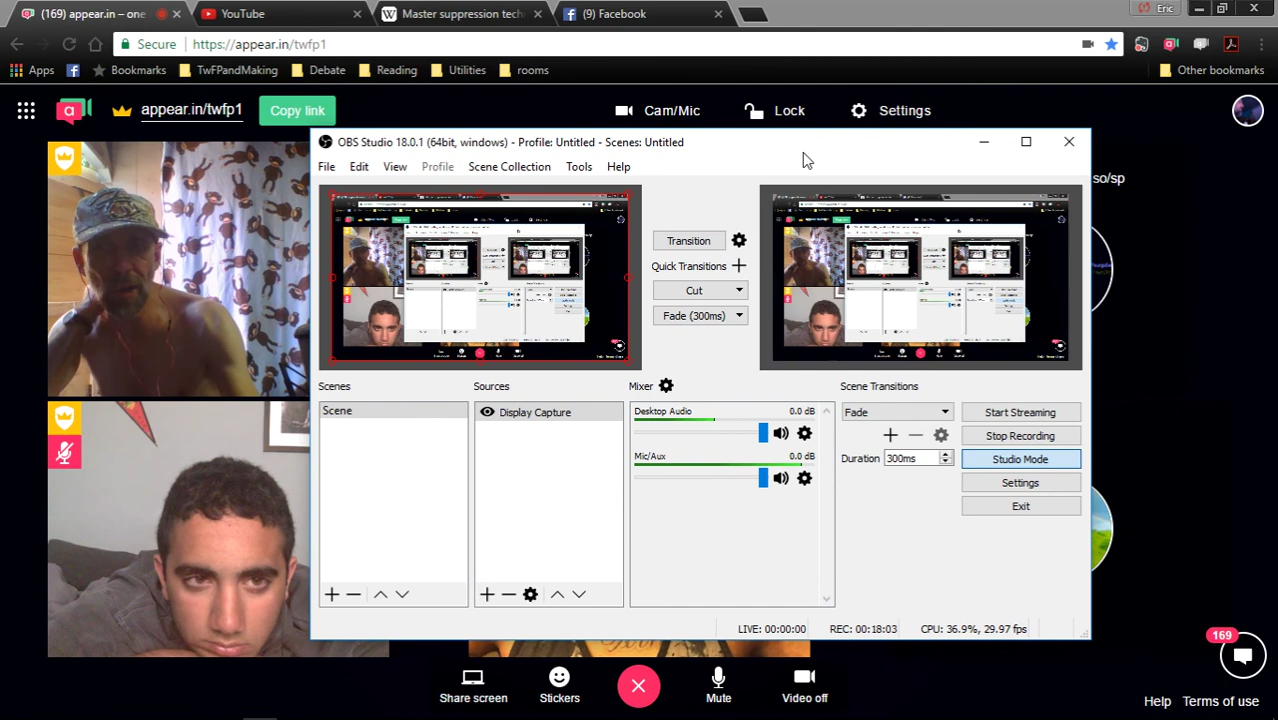 (169) appear.in – one
YouTube
Master suppression tech
(9) Facebook
Eric
Secure
https://appear.in/twfp1
Apps
Bookmarks
TwFPandMaking
Debate
Reading
Utilities
rooms
Other bookmarks
appear.in/twfp1
Copy link
Cam/Mic
Lock
Settings
OBS Studio 18.0.1 (64bit, windows) - Profile: Untitled - Scenes: Untitled
File Edit View Profile Scene Collection Tools Help
so/sp
Transition
Quick Transitions
Cut
Fade (300ms)
Scenes
Sources
Mixer
Scene Transitions
Scene
Display Capture
Desktop Audio 0.0 dB
Mic/Aux 0.0 dB
Fade
Duration 300ms
Start Streaming
Stop Recording
Studio Mode
Settings
Exit
LIVE: 00:00:00
REC: 00:18:03
CPU: 36.9%, 29.97 fps
169
Share screen
Stickers
Mute
Video off
Help
Terms of use